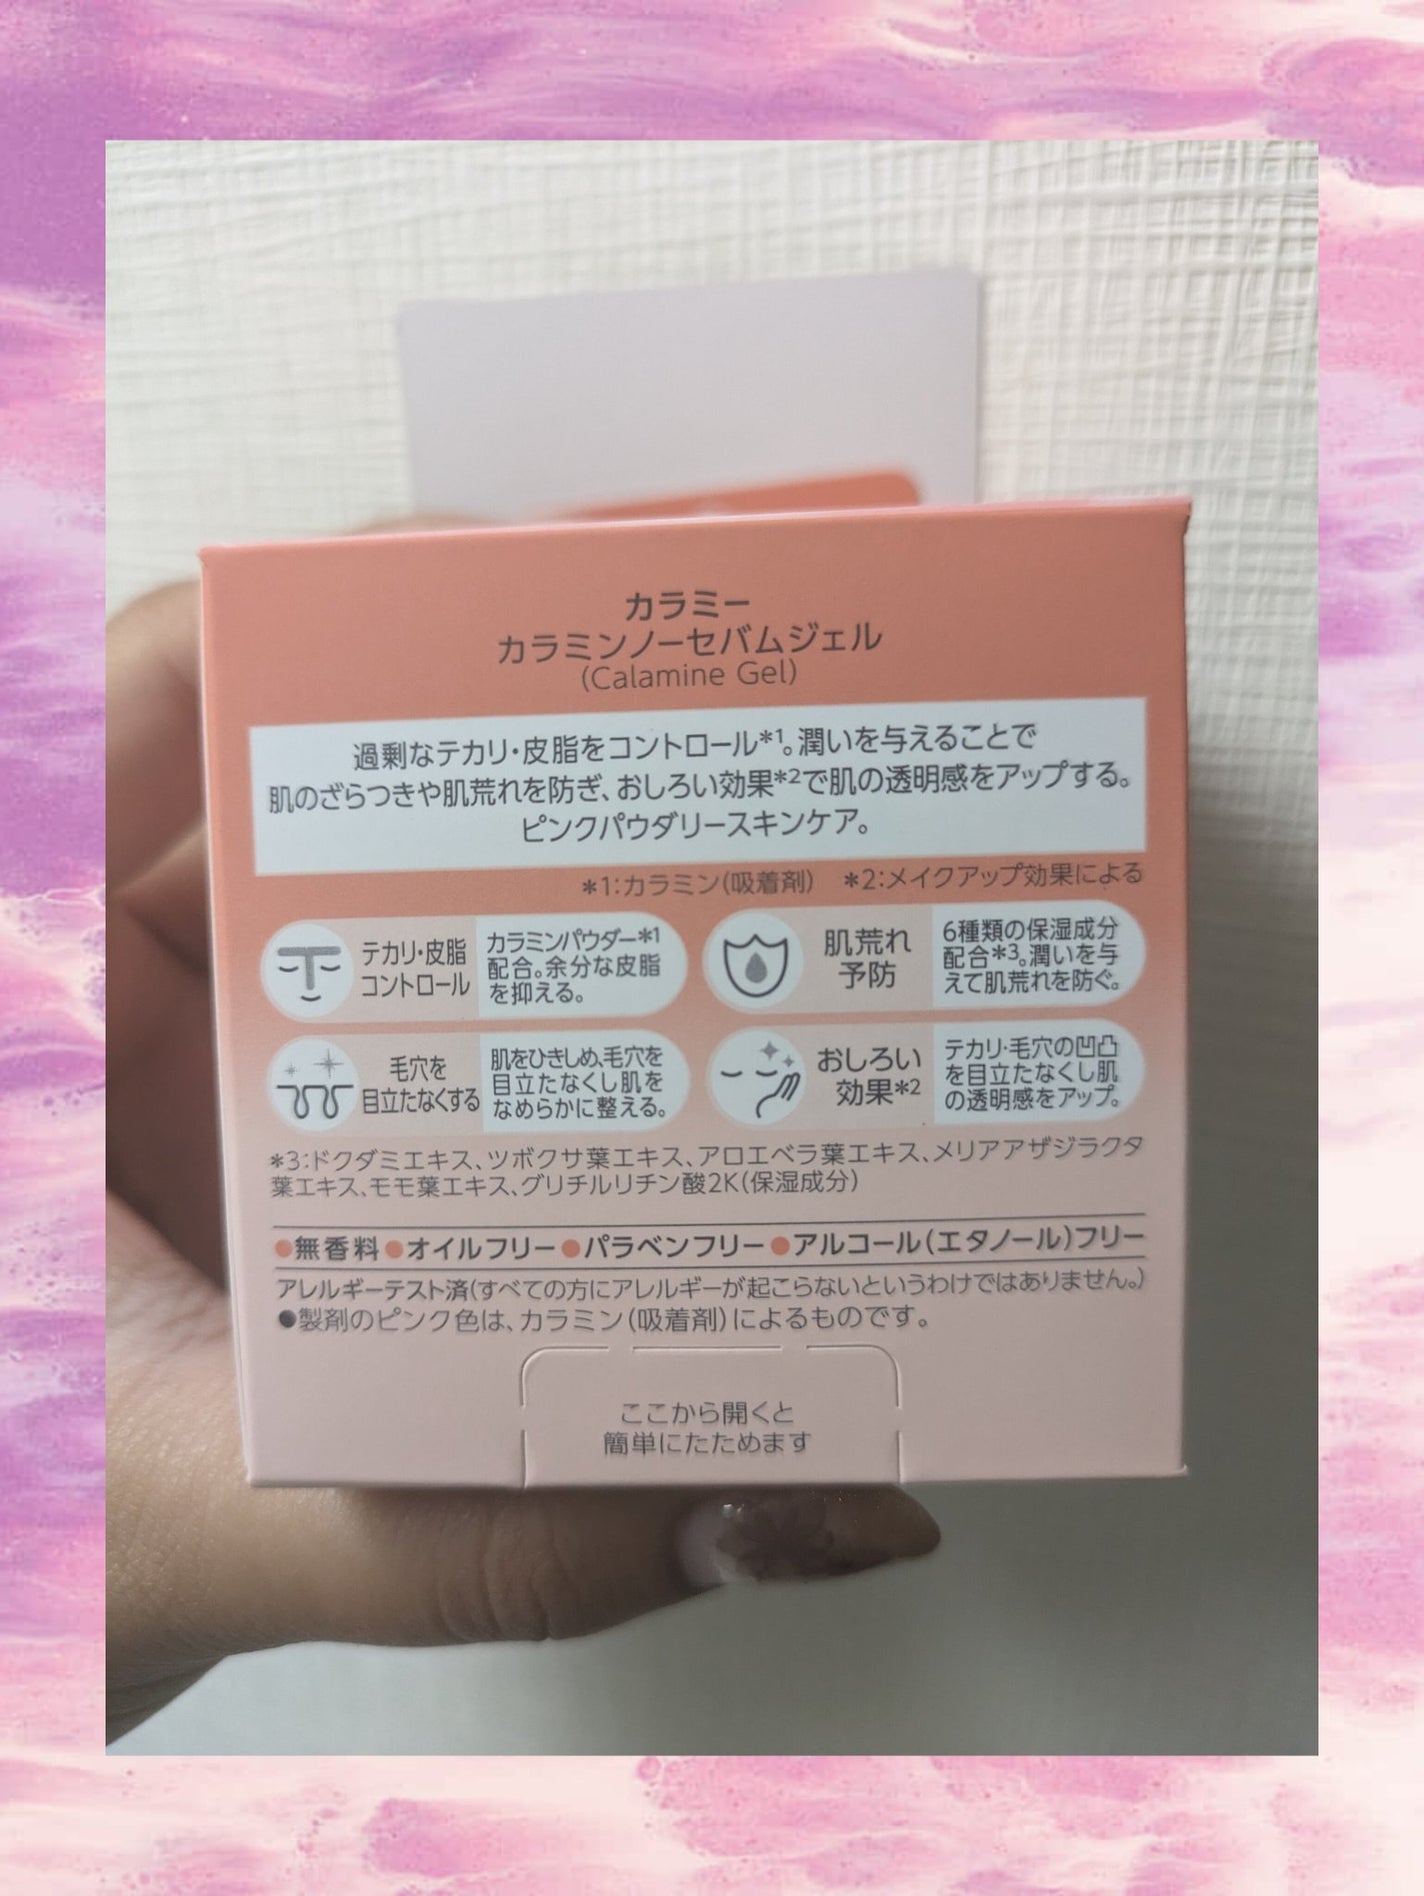 カラミー
カラミンノーセバムジェル
(Calamine Gel)
過剰なテカリ・皮脂をコントロール*1。潤いを与えることで
肌のざらつきや肌荒れを防ぎ、おしろい効果*2で肌の透明感をアップする。
ピンクパウダリースキンケア。
*1:カラミン(吸着剤) *2:メイクアップ効果による
テカリ・皮脂
コントロール
カラミンパウダー*1
配合。余分な皮脂
を抑える。
肌荒れ
予防
6種類の保湿成分
配合*3。潤いを与
えて肌荒れを防ぐ。
毛穴を
目立たなくする
肌をひきしめ、毛穴を
目立たなくし肌を
なめらかに整える。
おしろい
効果*2
テカリ・毛穴の凹凸
を目立たなくし肌
の透明感をアップ。
*3:ドクダミエキス、ツボクサ葉エキス、アロエベラ葉エキス、メリアアザジラクタ
葉エキス、モモ葉エキス、グリチルリチン酸2K(保湿成分)
●無香料●オイルフリー●パラベンフリー●アルコール(エタノール)フリー
アレルギーテスト済(すべての方にアレルギーが起こらないというわけではありません。)
●製剤のピンク色は、カラミン(吸着剤)によるものです。
ここから開くと
簡単にたためます